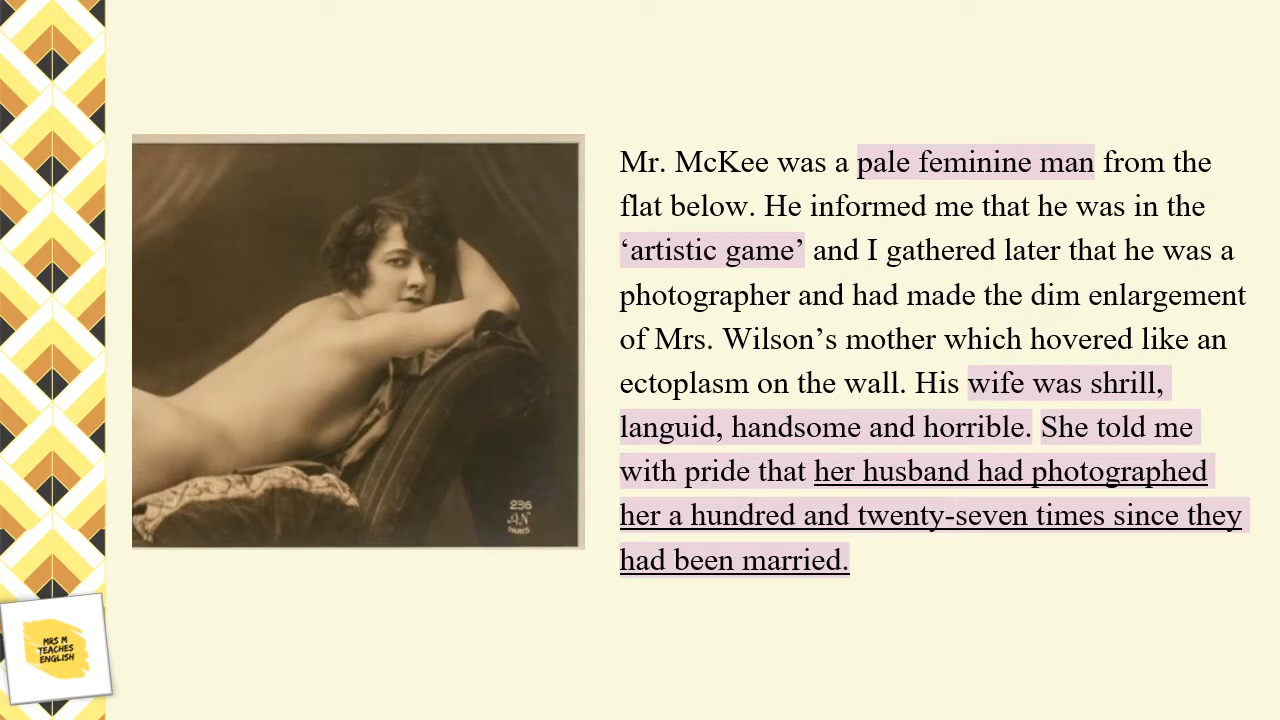 Mr. McKee was a pale feminine man from the
flat below. He informed me that he was in the
‘artistic game’ and I gathered later that he was a
photographer and had made the dim enlargement
of Mrs. Wilson’s mother which hovered like an
ectoplasm on the wall. His wife was shrill,
languid, handsome and horrible. She told me
with pride that her husband had photographed
her a hundred and twenty-seven times since they
had been married.
236
AN
PARIS
MRS M
TEACHES
ENGLISH